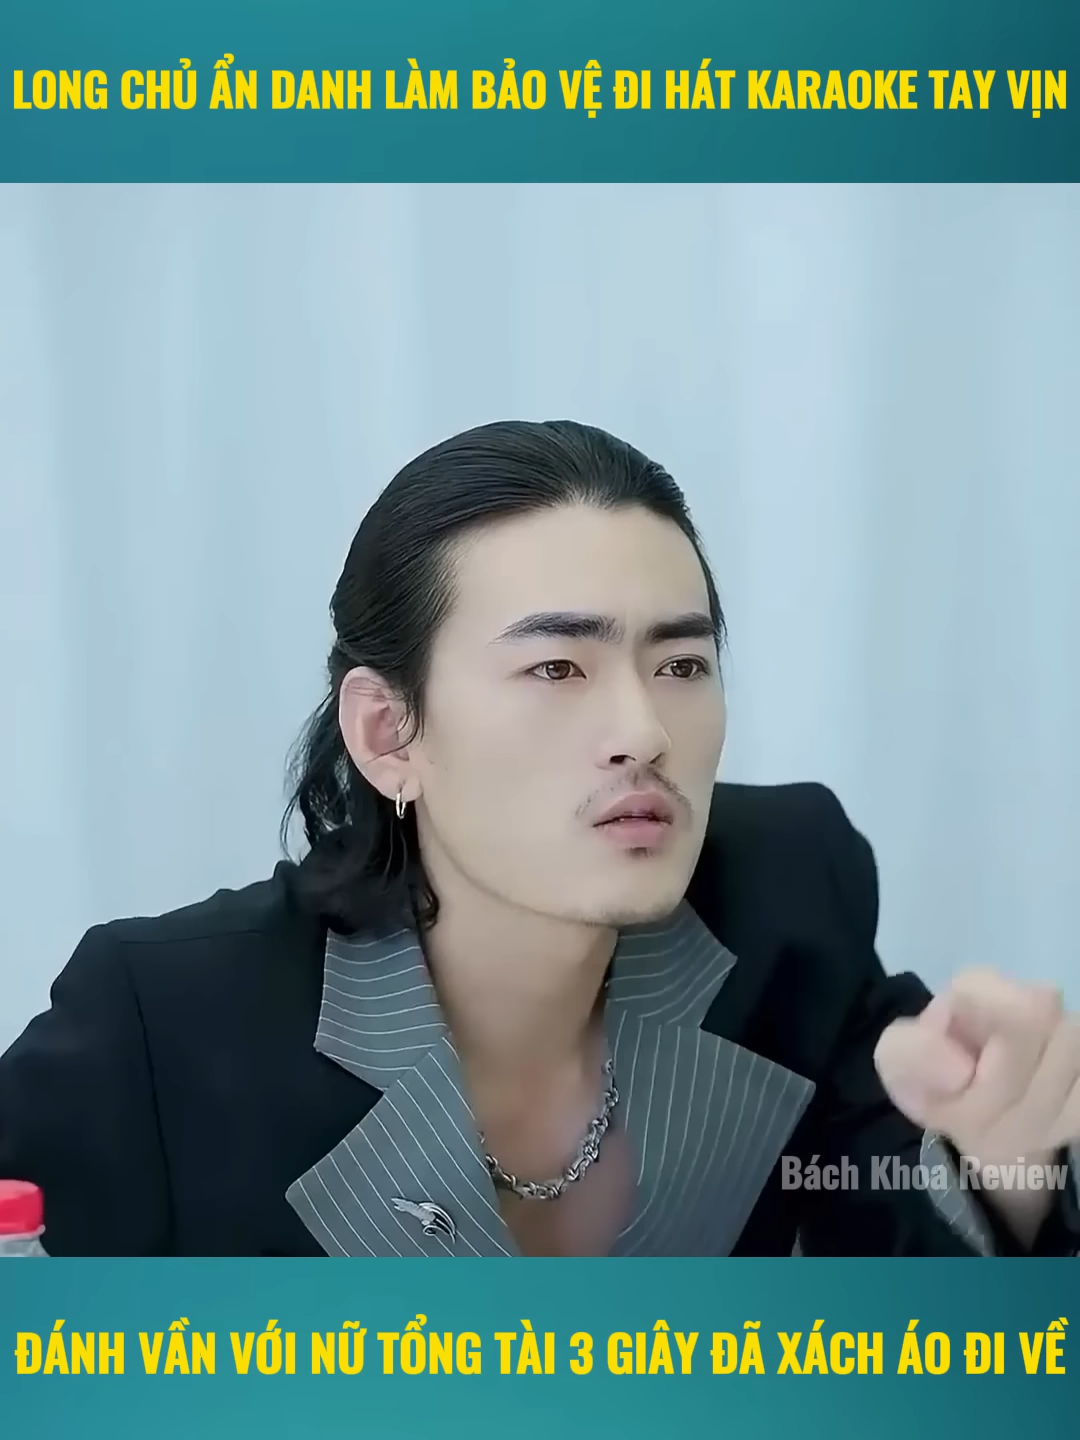 LONG CHỦ ẨN DANH LÀM BẢO VỆ ĐI HÁT KARAOKE TAY VỊN
Bách Khoa Review
ĐÁNH VẦN VỚI NỮ TỔNG TÀI 3 GIÂY ĐÃ XÁCH ÁO ĐI VỀ